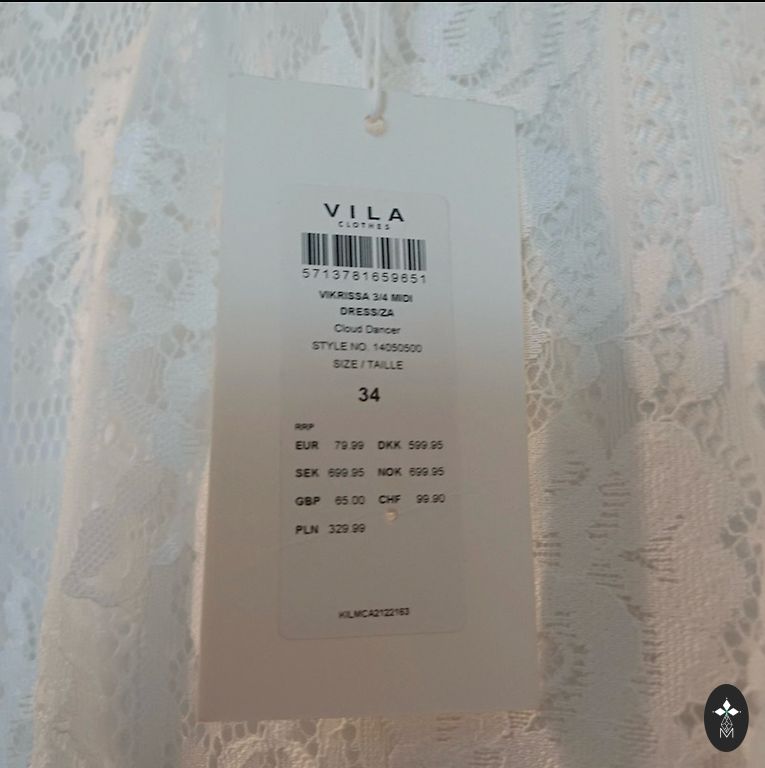 VILA
CLOTHES
5713781659651
VIKRISSA 3/4 MIDI
DRESS/ZA
Cloud Dancer
STYLE NO. 14050500
SIZE / TAILLE
34
RRP
EUR 79.99 DKK 599.95
SEK 699.95 NOK 699.95
GBP 65.00 CHF 99.90
PLN 329.99
KILMCA2122163
M